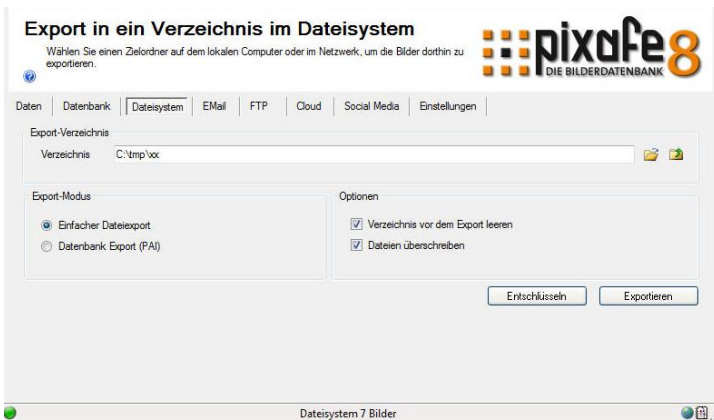 Export in ein Verzeichnis im Dateisystem
Wählen Sie einen Zielordner auf dem lokalen Computer oder im Netzwerk, um die Bilder dorthin zu
exportieren.
pixafe 8
DIE BILDERDATENBANK
Daten Datenbank Dateisystem EMail FTP Cloud Social Media Einstellungen
Export-Verzeichnis
Verzeichnis C:\tmp\xx
Export-Modus
Einfacher Dateiexport
Datenbank Export (PAI)
Optionen
Verzeichnis vor dem Export leeren
Dateien überschreiben
Entschlüsseln Exportieren
Dateisystem 7 Bilder